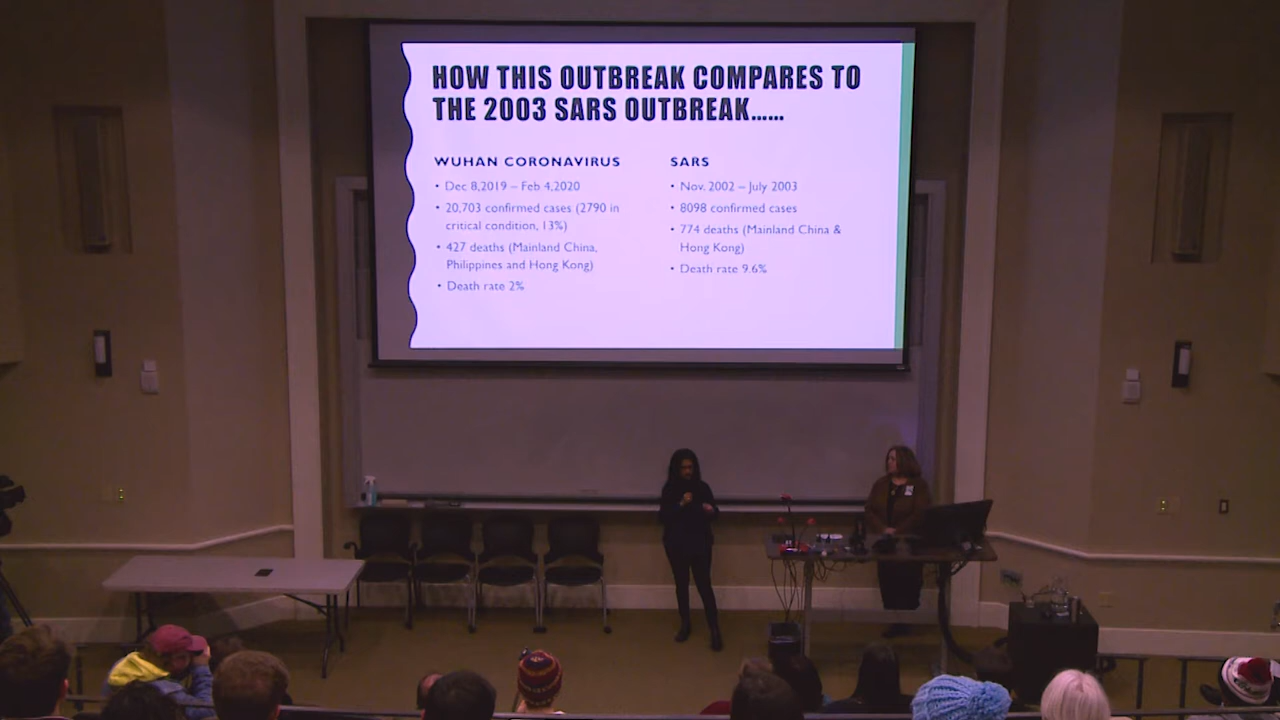 HOW THIS OUTBREAK COMPARES TO
THE 2003 SARS OUTBREAK......
WUHAN CORONAVIRUS
• Dec 8,2019 – Feb 4,2020
• 20,703 confirmed cases (2790 in
critical condition, 13%)
• 427 deaths (Mainland China,
Philippines and Hong Kong)
• Death rate 2%
SARS
• Nov. 2002 – July 2003
• 8098 confirmed cases
• 774 deaths (Mainland China &
Hong Kong)
• Death rate 9.6%